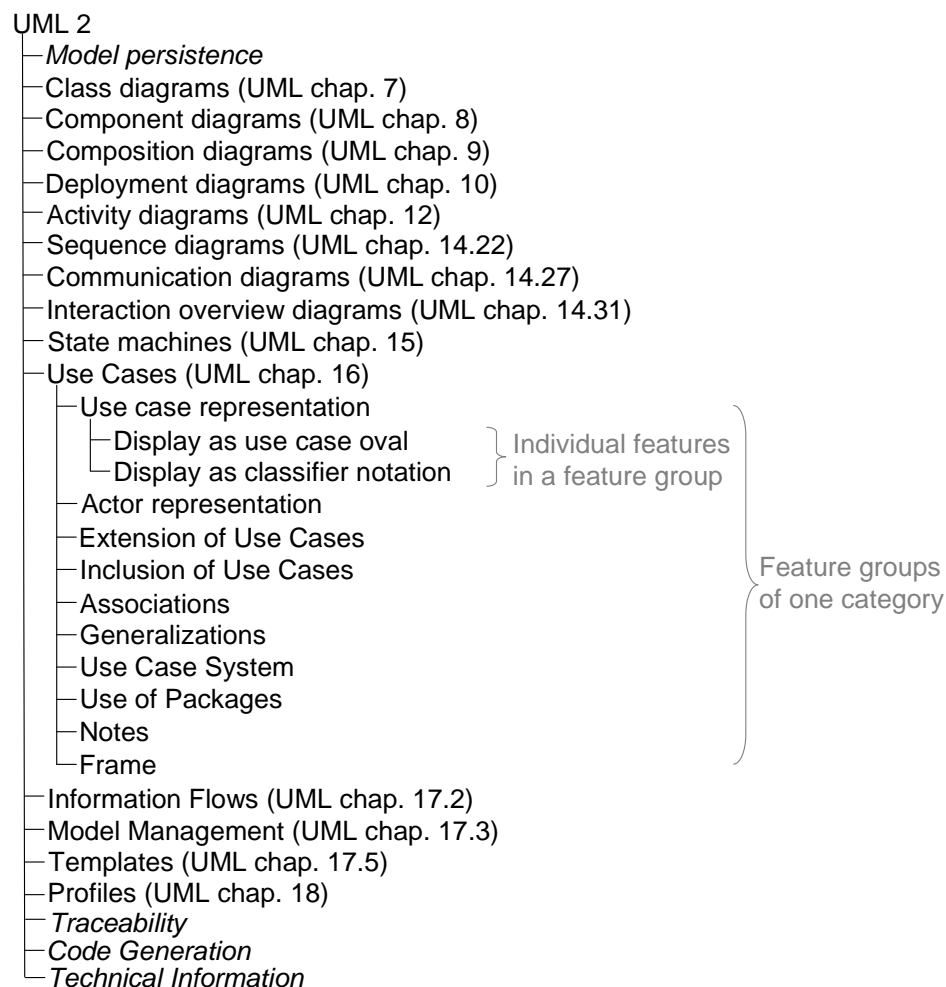 UML 2
Model persistence
Class diagrams (UML chap. 7)
Component diagrams (UML chap. 8)
Composition diagrams (UML chap. 9)
Deployment diagrams (UML chap. 10)
Activity diagrams (UML chap. 12)
Sequence diagrams (UML chap. 14.22)
Communication diagrams (UML chap. 14.27)
Interaction overview diagrams (UML chap. 14.31)
State machines (UML chap. 15)
Use Cases (UML chap. 16)
Use case representation
Display as use case oval
Display as classifier notation
Individual features
in a feature group
Actor representation
Extension of Use Cases
Inclusion of Use Cases
Associations
Generalizations
Use Case System
Use of Packages
Notes
Frame
Feature groups
of one category
Information Flows (UML chap. 17.2)
Model Management (UML chap. 17.3)
Templates (UML chap. 17.5)
Profiles (UML chap. 18)
Traceability
Code Generation
Technical Information